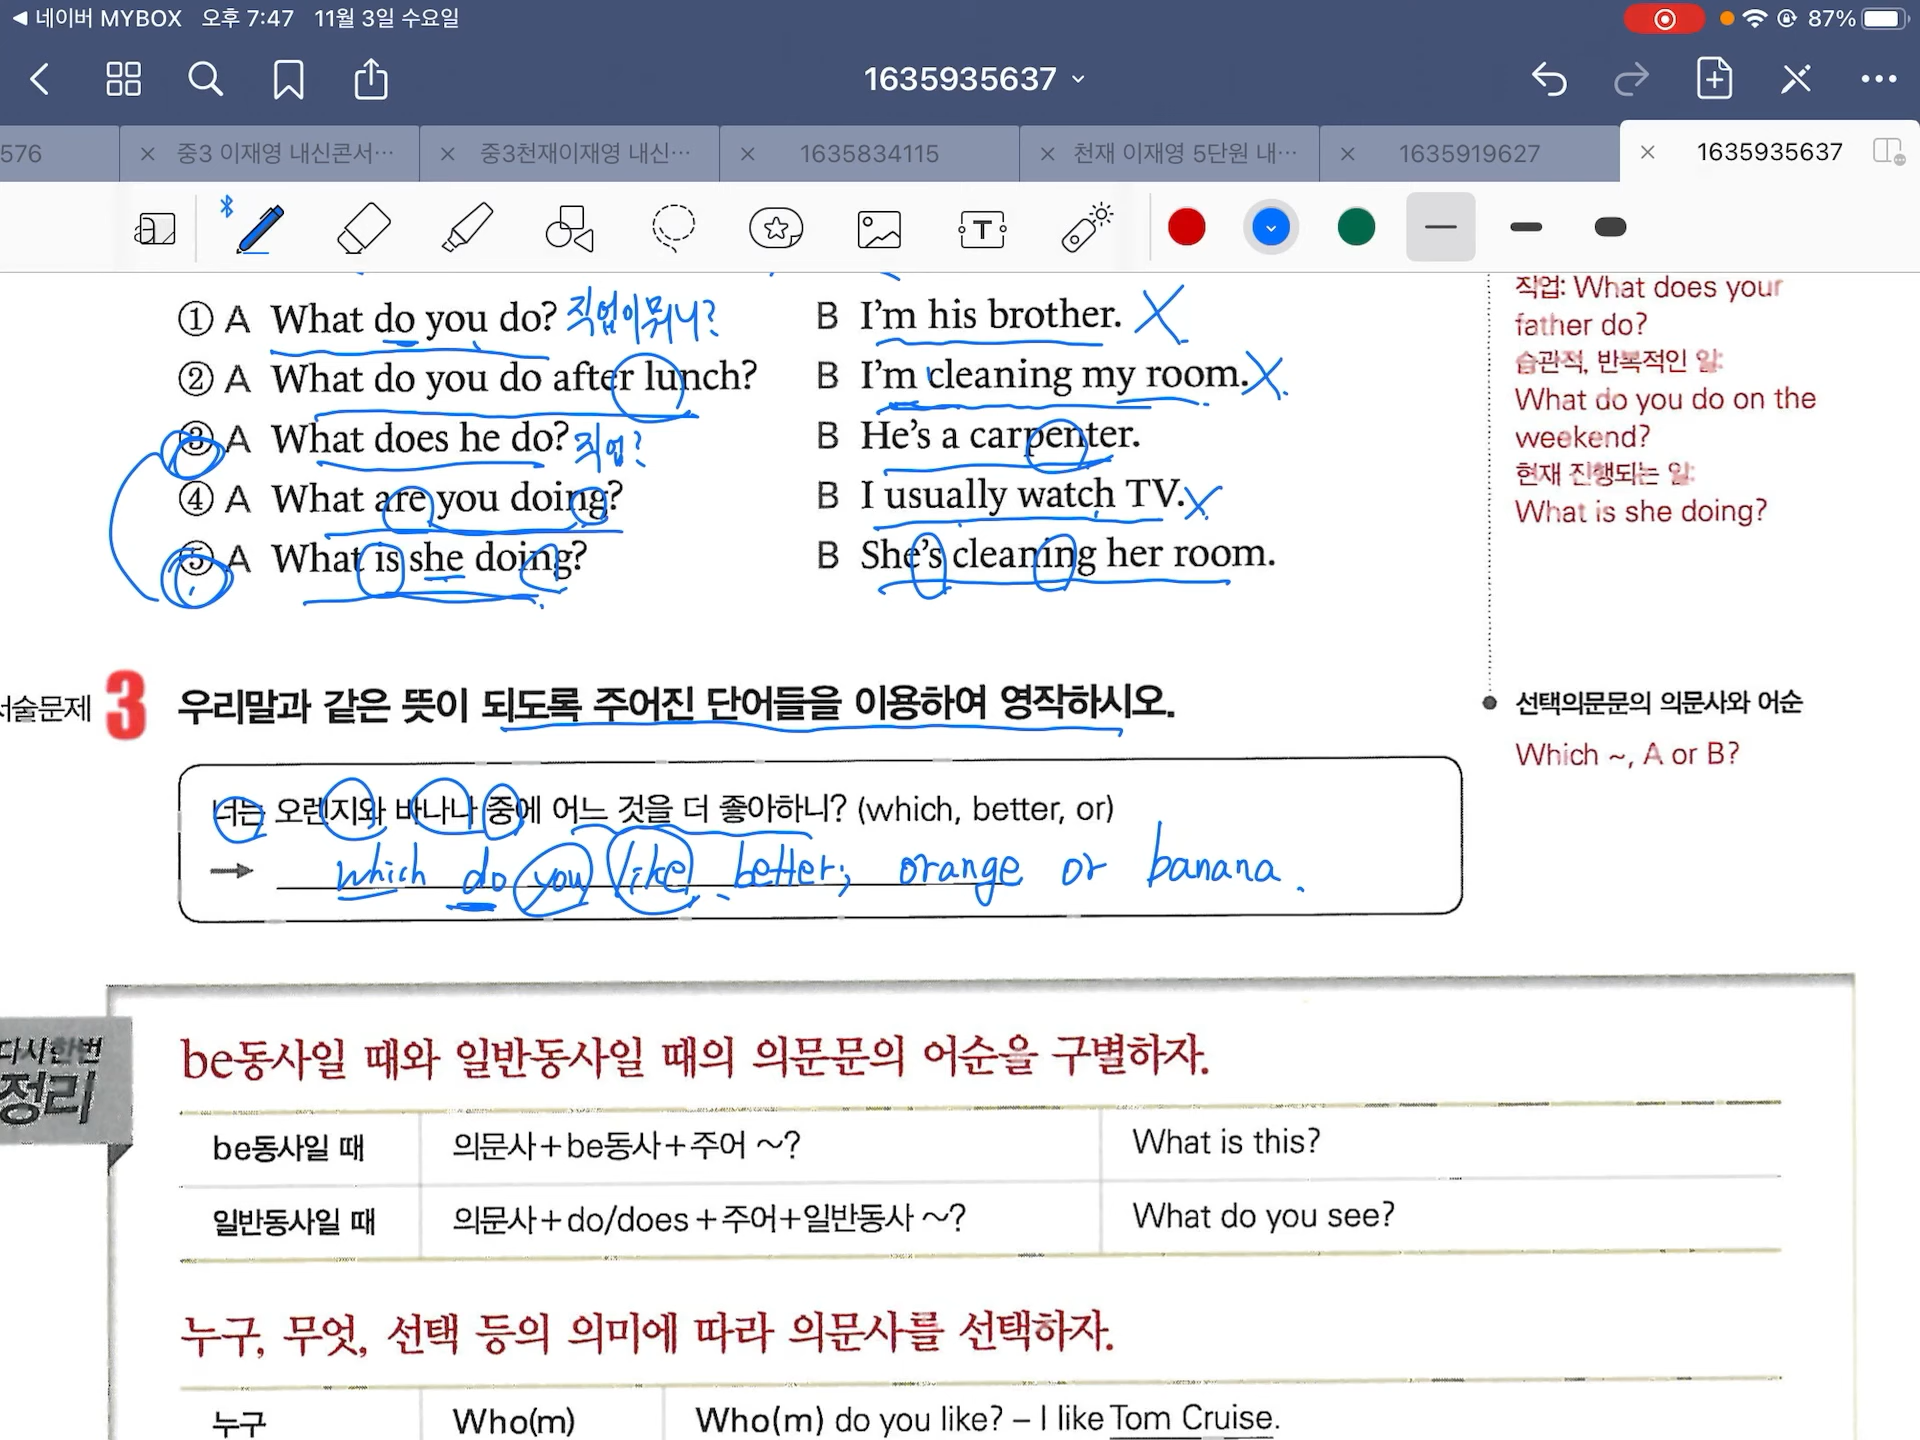 ◀ 네이버 MYBOX 오후 7:47 11월 3일 수요일 87%
1635935637
576 × 중3 이재영 내신콘서… × 중3천재이재영 내신… × 1635834115 × 천재 이재영 5단원 내… × 1635919627 × 1635935637
① A What do you do? 직업이 뭐니? B I'm his brother. X
② A What do you do after lunch? B I'm cleaning my room. X
③ A What does he do? 직업? B He's a carpenter.
④ A What are you doing? B I usually watch TV. X
⑤ A What is she doing? B She's cleaning her room.
직업: What does your
father do?
습관적, 반복적인 일:
What do you do on the
weekend?
현재 진행되는 일:
What is she doing?
서술문제 3 우리말과 같은 뜻이 되도록 주어진 단어들을 이용하여 영작하시오.
선택의문문의 의문사와 어순
Which ~, A or B?
너는 오렌지와 바나나 중에 어느 것을 더 좋아하니? (which, better, or)
→ which do you like better, orange or banana.
다시한번
정리
be동사일 때와 일반동사일 때의 의문문의 어순을 구별하자.
be동사일 때 의문사+be동사+주어 ~? What is this?
일반동사일 때 의문사+do/does+주어+일반동사 ~? What do you see?
누구, 무엇, 선택 등의 의미에 따라 의문사를 선택하자.
누구 Who(m) Who(m) do you like? – I like Tom Cruise.